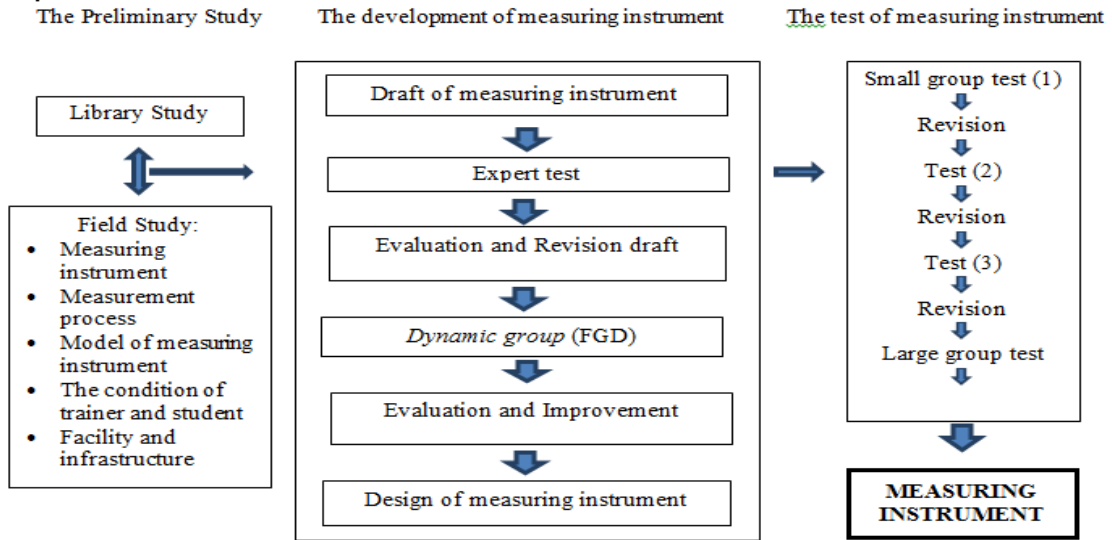 The Preliminary Study
The development of measuring instrument
The test of measuring instrument
Library Study
Field Study:
• Measuring
instrument
• Measurement
process
• Model of measuring
instrument
• The condition of
trainer and student
• Facility and
infrastructure
Draft of measuring instrument
Expert test
Evaluation and Revision draft
Dynamic group (FGD)
Evaluation and Improvement
Design of measuring instrument
Small group test (1)
Revision
Test (2)
Revision
Test (3)
Revision
Large group test
MEASURING
INSTRUMENT